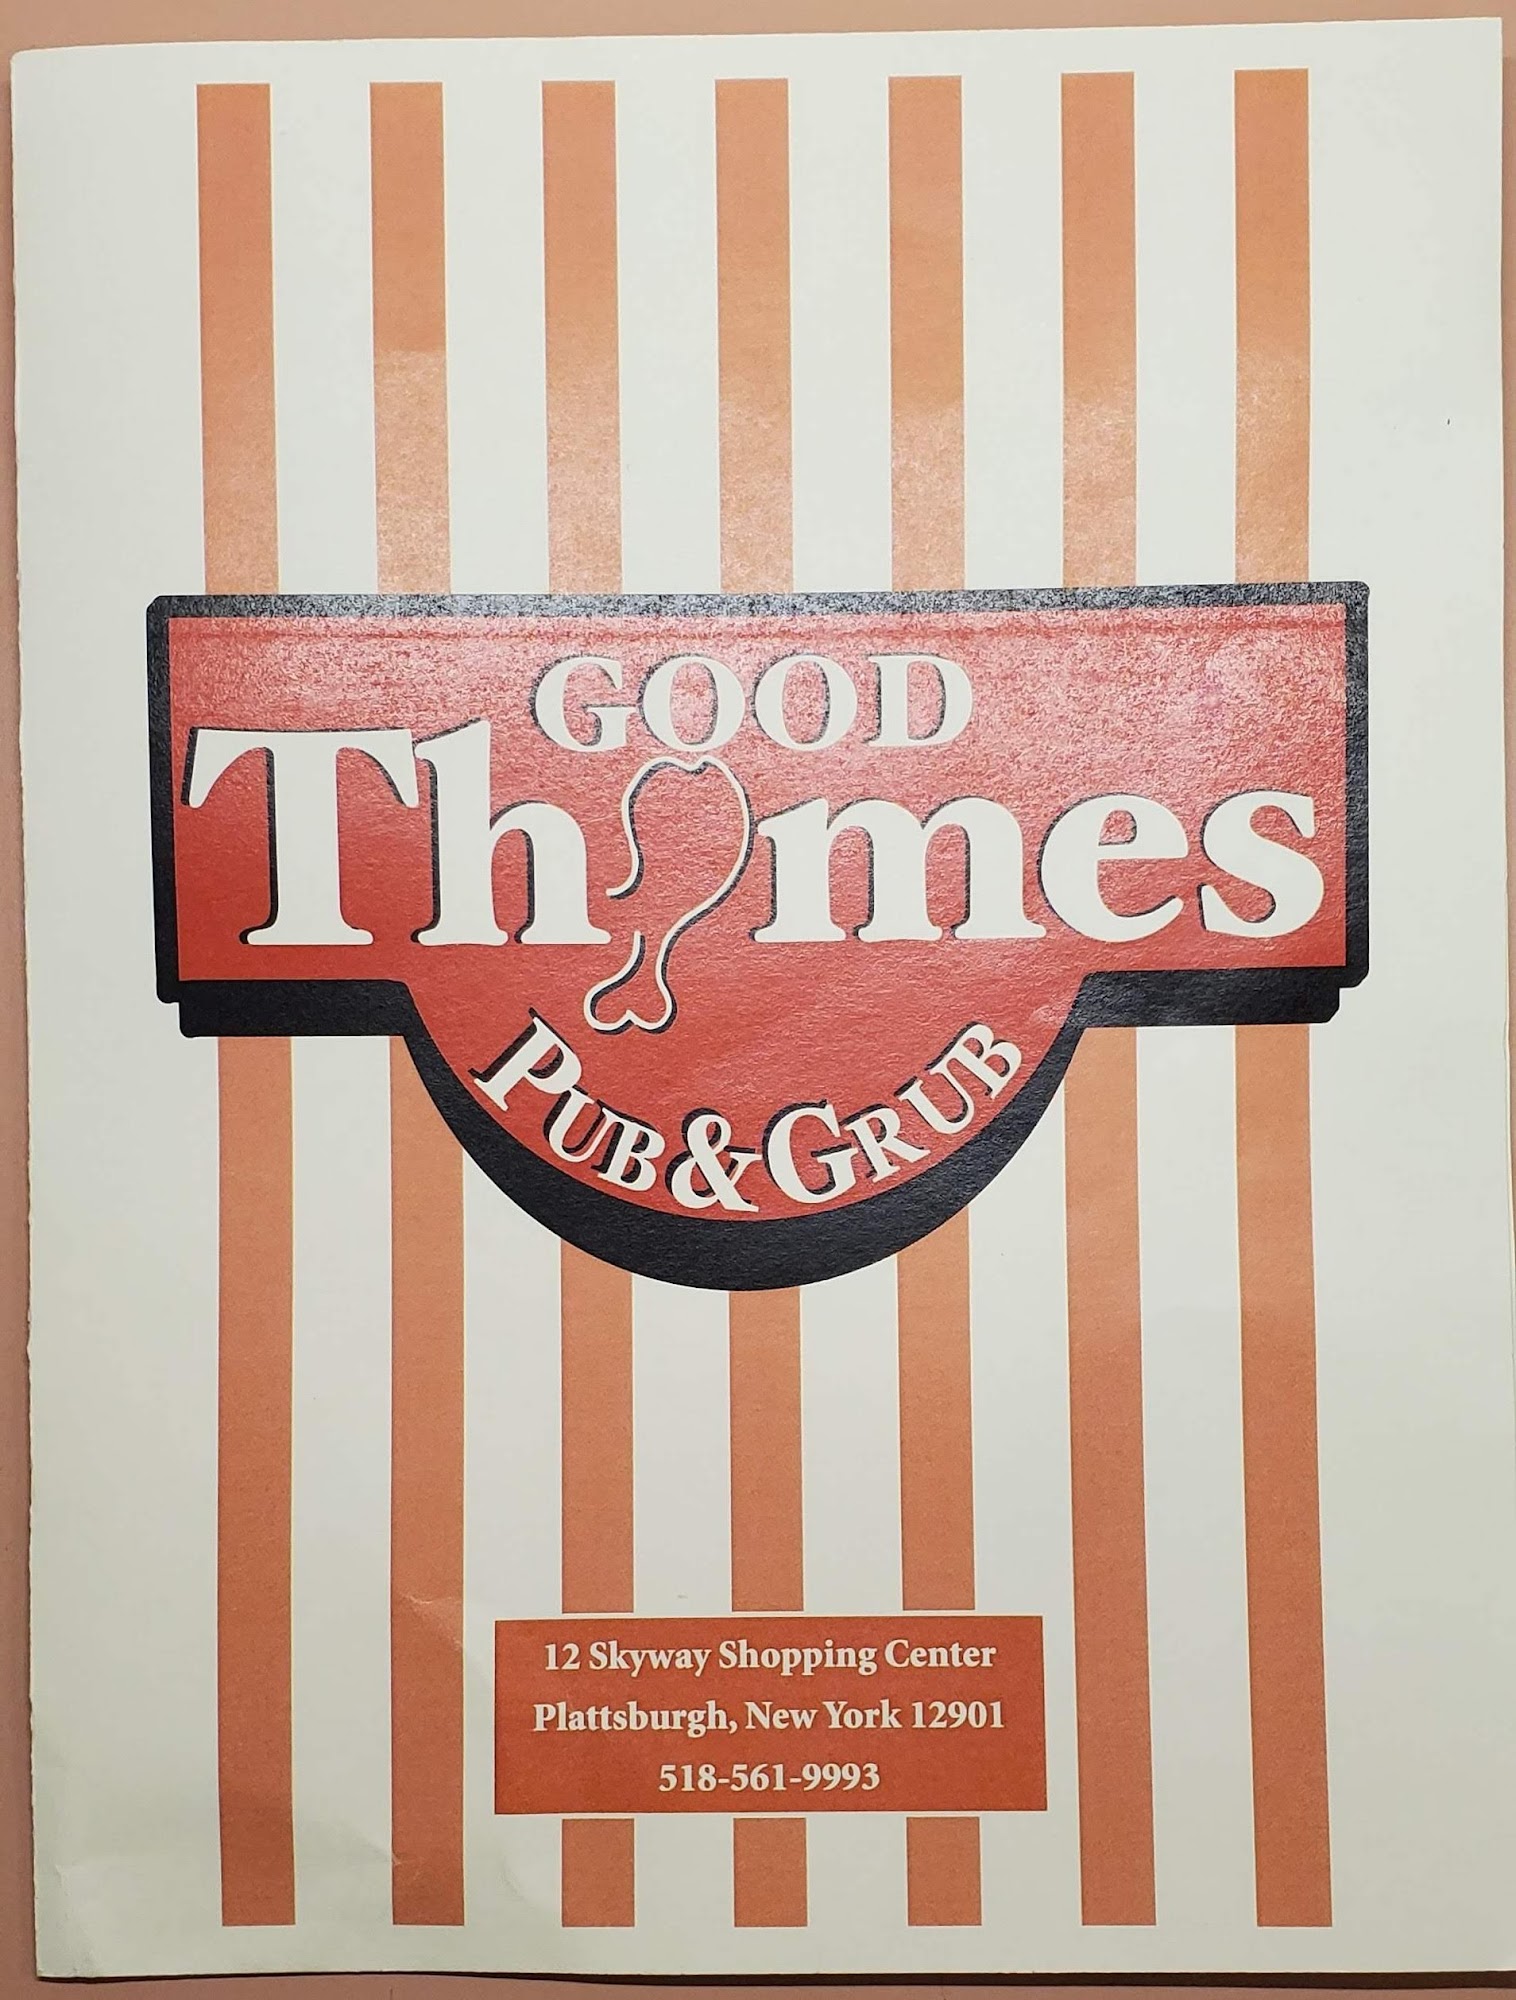 GOOD
Thymes
PUB & GRUB
12 Skyway Shopping Center
Plattsburgh, New York 12901
518-561-9993